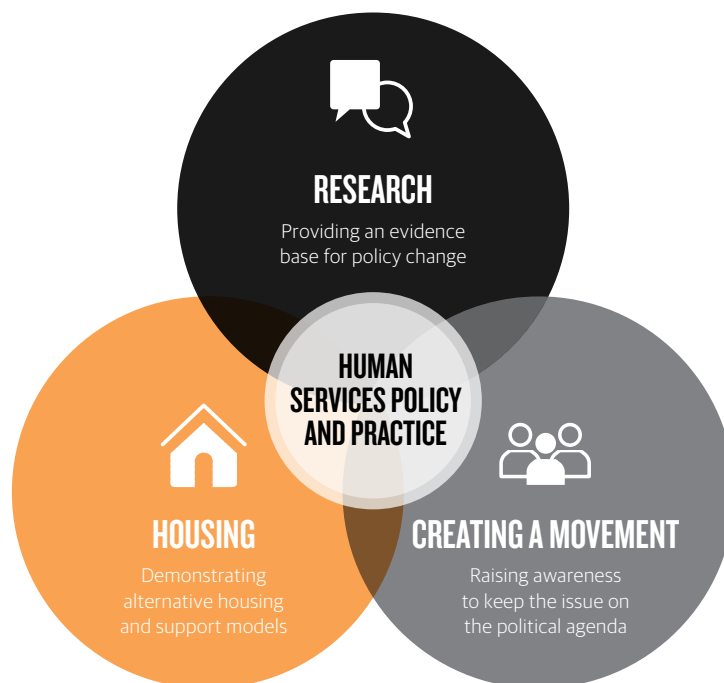 RESEARCH
Providing an evidence
base for policy change
HUMAN
SERVICES POLICY
AND PRACTICE
HOUSING
Demonstrating
alternative housing
and support models
CREATING A MOVEMENT
Raising awareness
to keep the issue on
the political agenda